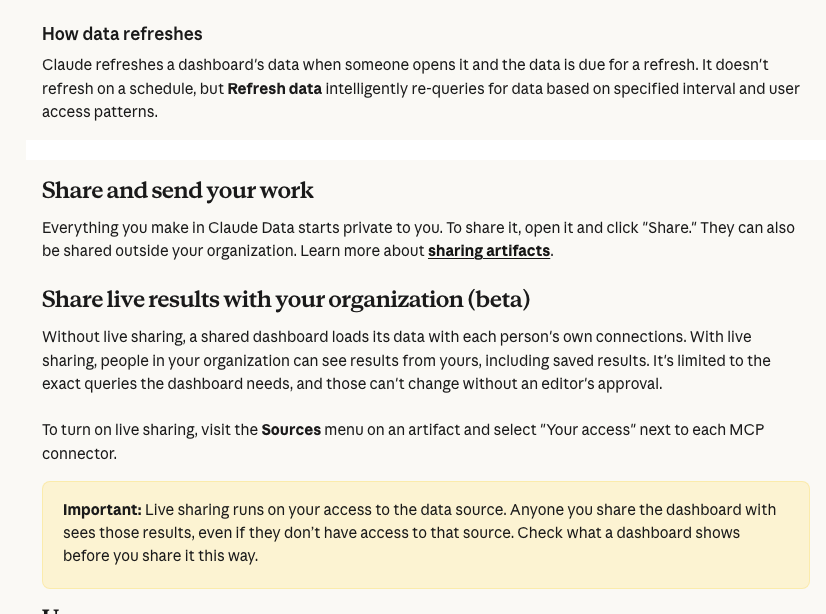 How data refreshes
Claude refreshes a dashboard's data when someone opens it and the data is due for a refresh. It doesn't
refresh on a schedule, but Refresh data intelligently re-queries for data based on specified interval and user
access patterns.
Share and send your work
Everything you make in Claude Data starts private to you. To share it, open it and click "Share." They can also
be shared outside your organization. Learn more about sharing artifacts.
Share live results with your organization (beta)
Without live sharing, a shared dashboard loads its data with each person's own connections. With live
sharing, people in your organization can see results from yours, including saved results. It's limited to the
exact queries the dashboard needs, and those can't change without an editor's approval.
To turn on live sharing, visit the Sources menu on an artifact and select "Your access" next to each MCP
connector.
Important: Live sharing runs on your access to the data source. Anyone you share the dashboard with
sees those results, even if they don't have access to that source. Check what a dashboard shows
before you share it this way.